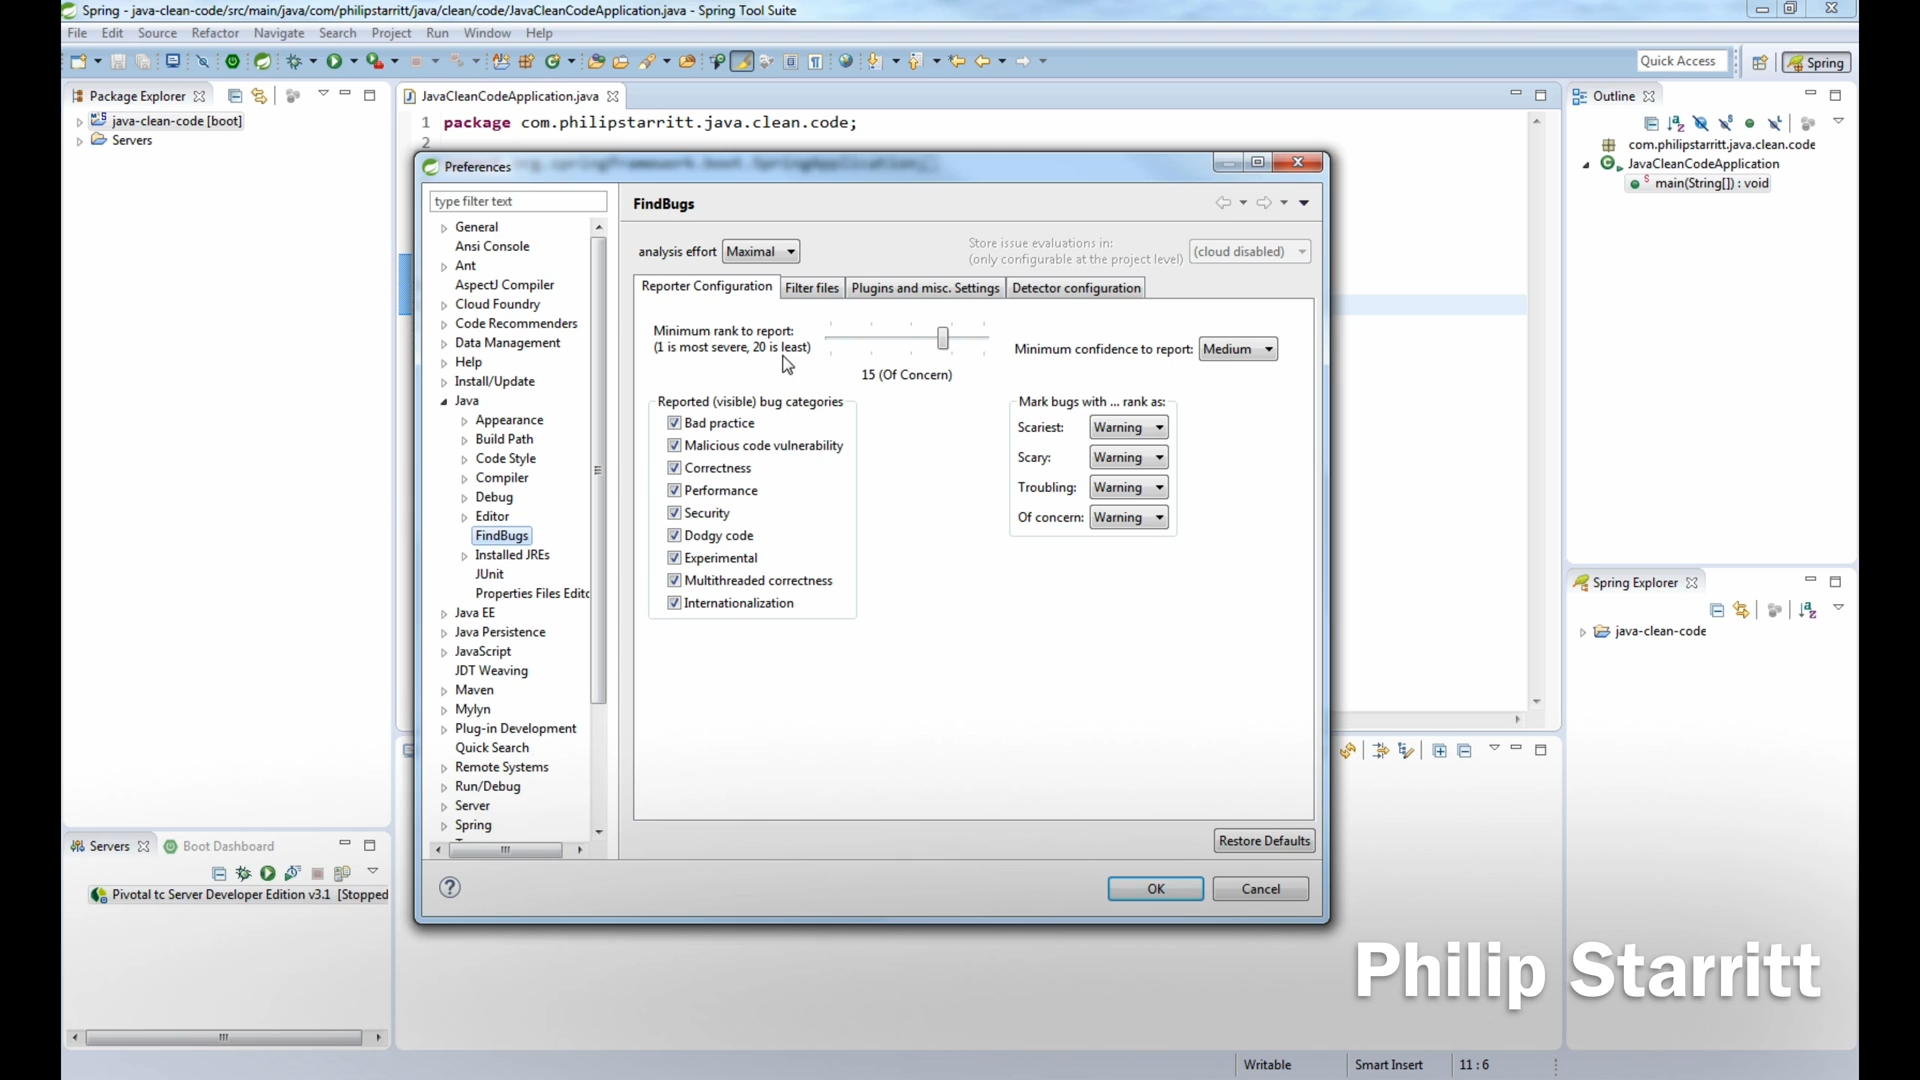 Spring - java-clean-code/src/main/java/com/philipstarritt/java/clean/code/JavaCleanCodeApplication.java - Spring Tool Suite
File Edit Source Refactor Navigate Search Project Run Window Help
Quick Access
Spring
Package Explorer
java-clean-code [boot]
Servers
JavaCleanCodeApplication.java
1 package com.philipstarritt.java.clean.code;
2
Preferences
org.springframework.boot.SpringApplication;
type filter text
General
Ansi Console
Ant
AspectJ Compiler
Cloud Foundry
Code Recommenders
Data Management
Help
Install/Update
Java
Appearance
Build Path
Code Style
Compiler
Debug
Editor
FindBugs
Installed JREs
JUnit
Properties Files Edito
Java EE
Java Persistence
JavaScript
JDT Weaving
Maven
Mylyn
Plug-in Development
Quick Search
Remote Systems
Run/Debug
Server
Spring
FindBugs
analysis effort Maximal
Store issue evaluations in:
(only configurable at the project level)
(cloud disabled)
Reporter Configuration Filter files Plugins and misc. Settings Detector configuration
Minimum rank to report:
(1 is most severe, 20 is least)
15 (Of Concern)
Minimum confidence to report: Medium
Reported (visible) bug categories
Bad practice
Malicious code vulnerability
Correctness
Performance
Security
Dodgy code
Experimental
Multithreaded correctness
Internationalization
Mark bugs with ... rank as:
Scariest: Warning
Scary: Warning
Troubling: Warning
Of concern: Warning
Restore Defaults
OK Cancel
Outline
com.philipstarritt.java.clean.code
JavaCleanCodeApplication
main(String[]) : void
Spring Explorer
java-clean-code
Servers Boot Dashboard
Pivotal tc Server Developer Edition v3.1 [Stopped
Philip Starritt
Writable Smart Insert 11 : 6